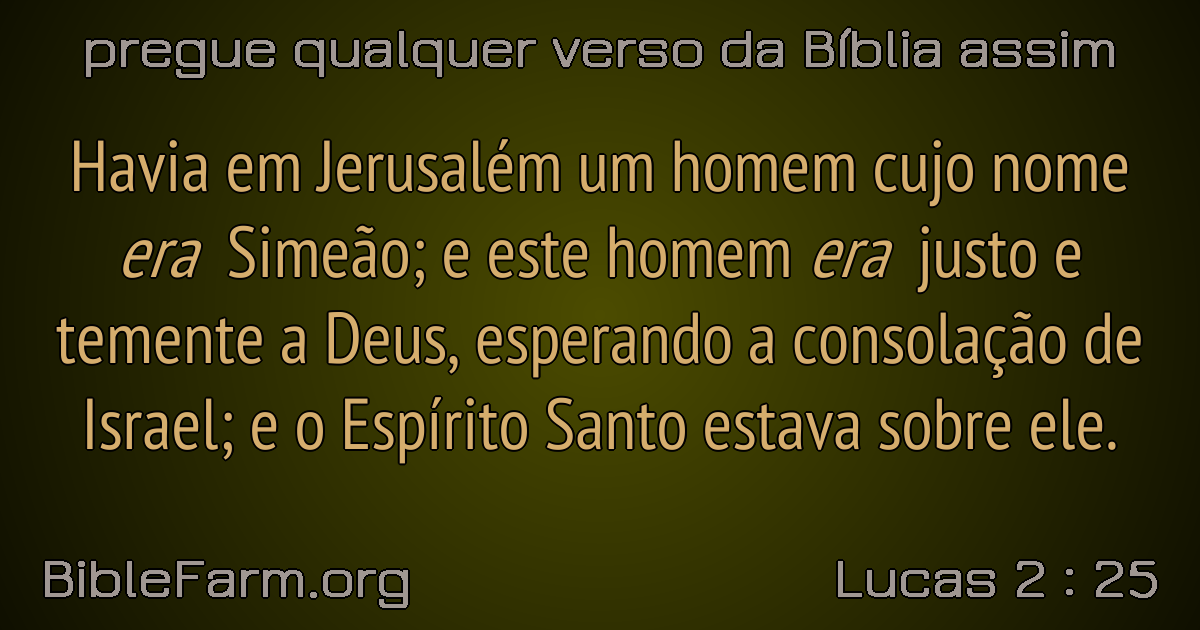 pregue qualquer verso da Bíblia assim
Havia em Jerusalém um homem cujo nome
era Simeão; e este homem era justo e
temente a Deus, esperando a consolação de
Israel; e o Espírito Santo estava sobre ele.
BibleFarm.org
Lucas 2 : 25